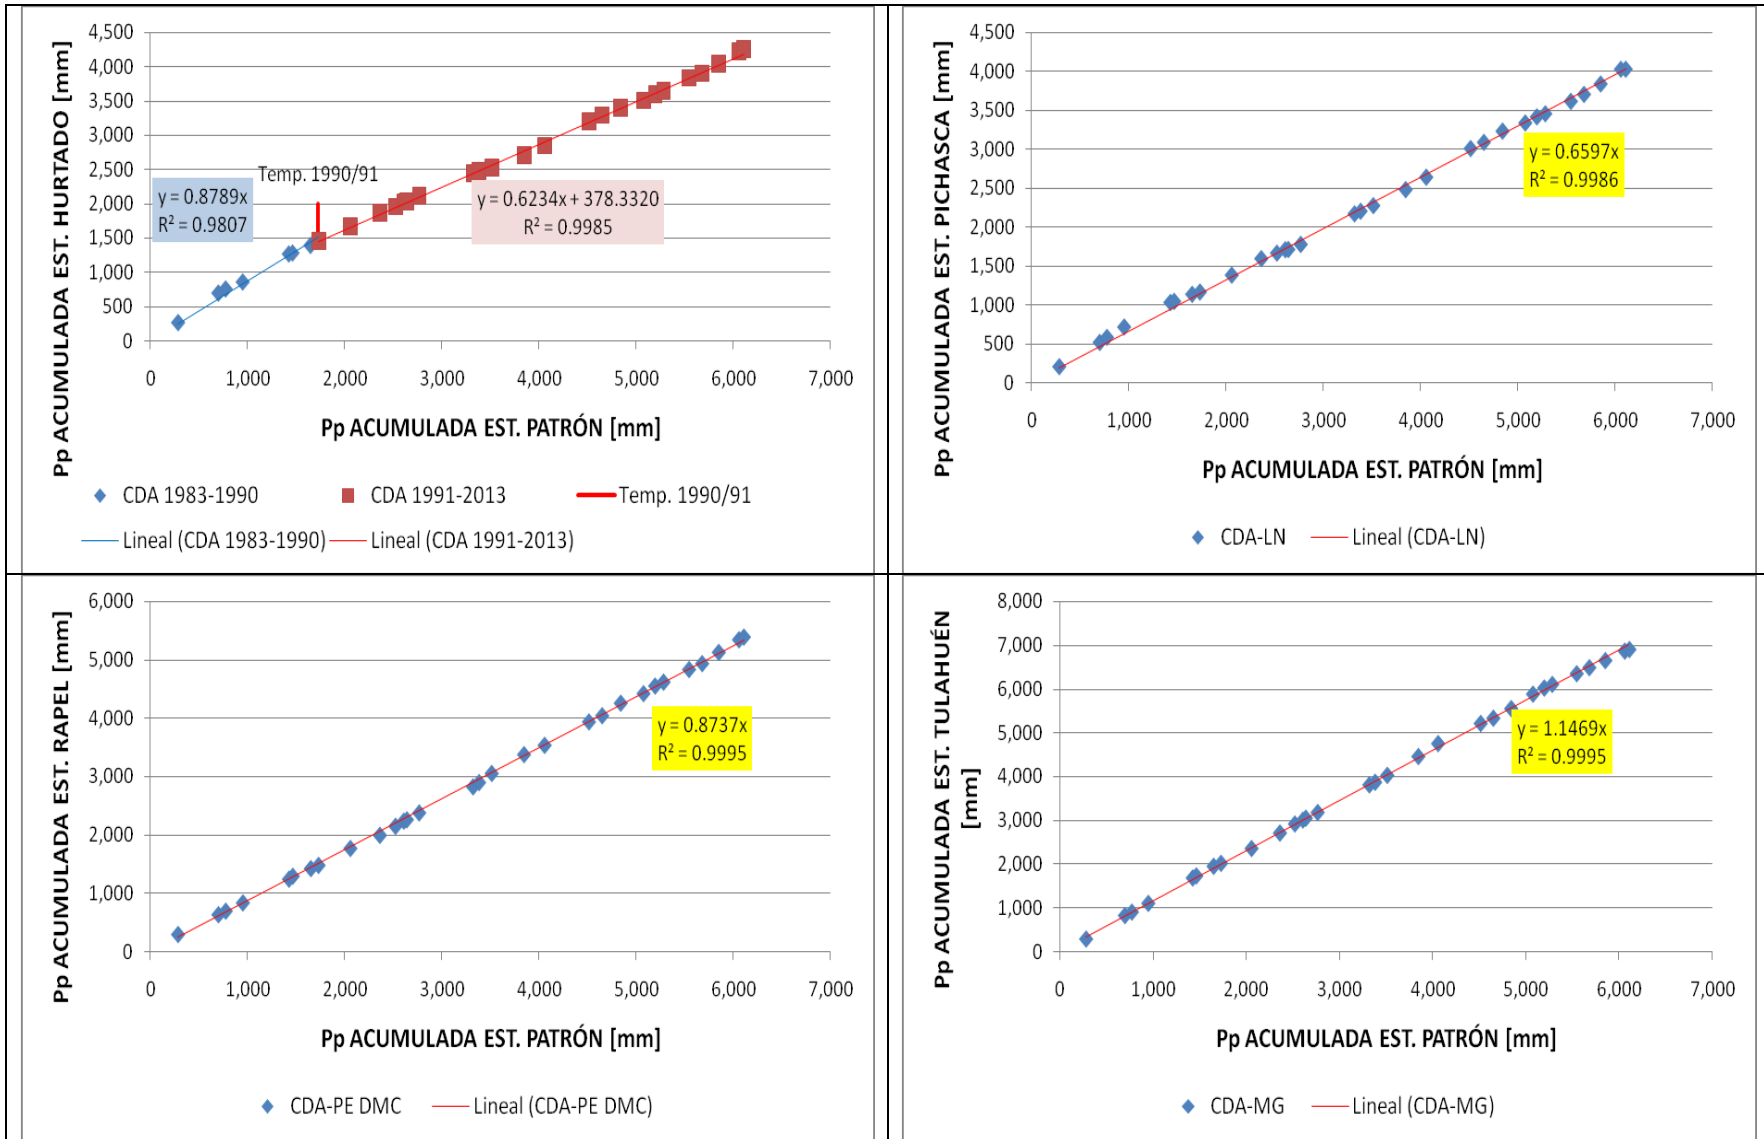 Pp ACUMULADA EST. HURTADO [mm]
4,500
4,000
3,500
3,000
2,500
2,000
1,500
1,000
500
0
Temp. 1990/91
y = 0.8789x
R² = 0.9807
y = 0.6234x + 378.3320
R² = 0.9985
0 1,000 2,000 3,000 4,000 5,000 6,000 7,000
Pp ACUMULADA EST. PATRÓN [mm]
CDA 1983-1990 CDA 1991-2013 Temp. 1990/91
Lineal (CDA 1983-1990) Lineal (CDA 1991-2013)
Pp ACUMULADA EST. PICHASCA [mm]
4,500
4,000
3,500
3,000
2,500
2,000
1,500
1,000
500
0
y = 0.6597x
R² = 0.9986
0 1,000 2,000 3,000 4,000 5,000 6,000 7,000
Pp ACUMULADA EST. PATRÓN [mm]
CDA-LN Lineal (CDA-LN)
Pp ACUMULADA EST. RAPEL [mm]
6,000
5,000
4,000
3,000
2,000
1,000
0
y = 0.8737x
R² = 0.9995
0 1,000 2,000 3,000 4,000 5,000 6,000 7,000
Pp ACUMULADA EST. PATRÓN [mm]
CDA-PE DMC Lineal (CDA-PE DMC)
Pp ACUMULADA EST. TULAHUÉN
[mm]
8,000
7,000
6,000
5,000
4,000
3,000
2,000
1,000
0
y = 1.1469x
R² = 0.9995
0 1,000 2,000 3,000 4,000 5,000 6,000 7,000
Pp ACUMULADA EST. PATRÓN [mm]
CDA-MG Lineal (CDA-MG)